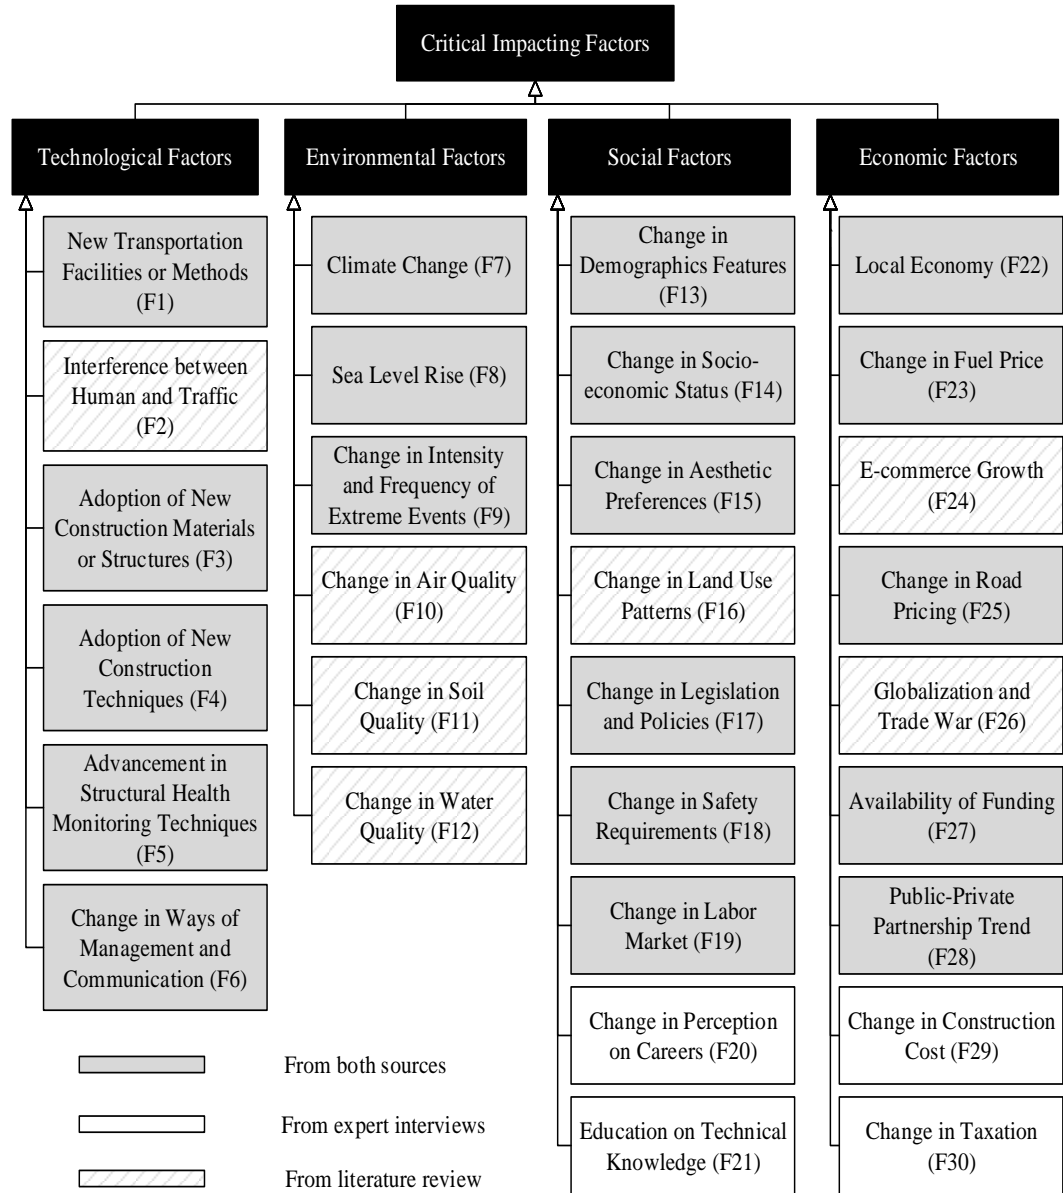 Critical Impacting Factors
Technological Factors
New Transportation
Facilities or Methods
(F1)
Interference between
Human and Traffic
(F2)
Adoption of New
Construction Materials
or Structures (F3)
Adoption of New
Construction
Techniques (F4)
Advancement in
Structural Health
Monitoring Techniques
(F5)
Change in Ways of
Management and
Communication (F6)
Environmental Factors
Climate Change (F7)
Sea Level Rise (F8)
Change in Intensity
and Frequency of
Extreme Events (F9)
Change in Air Quality
(F10)
Change in Soil
Quality (F11)
Change in Water
Quality (F12)
Social Factors
Change in
Demographics Features
(F13)
Change in Socio-
economic Status (F14)
Change in Aesthetic
Preferences (F15)
Change in Land Use
Patterns (F16)
Change in Legislation
and Policies (F17)
Change in Safety
Requirements (F18)
Change in Labor
Market (F19)
Change in Perception
on Careers (F20)
Education on Technical
Knowledge (F21)
Economic Factors
Local Economy (F22)
Change in Fuel Price
(F23)
E-commerce Growth
(F24)
Change in Road
Pricing (F25)
Globalization and
Trade War (F26)
Availability of Funding
(F27)
Public-Private
Partnership Trend
(F28)
Change in Construction
Cost (F29)
Change in Taxation
(F30)
From both sources
From expert interviews
From literature review